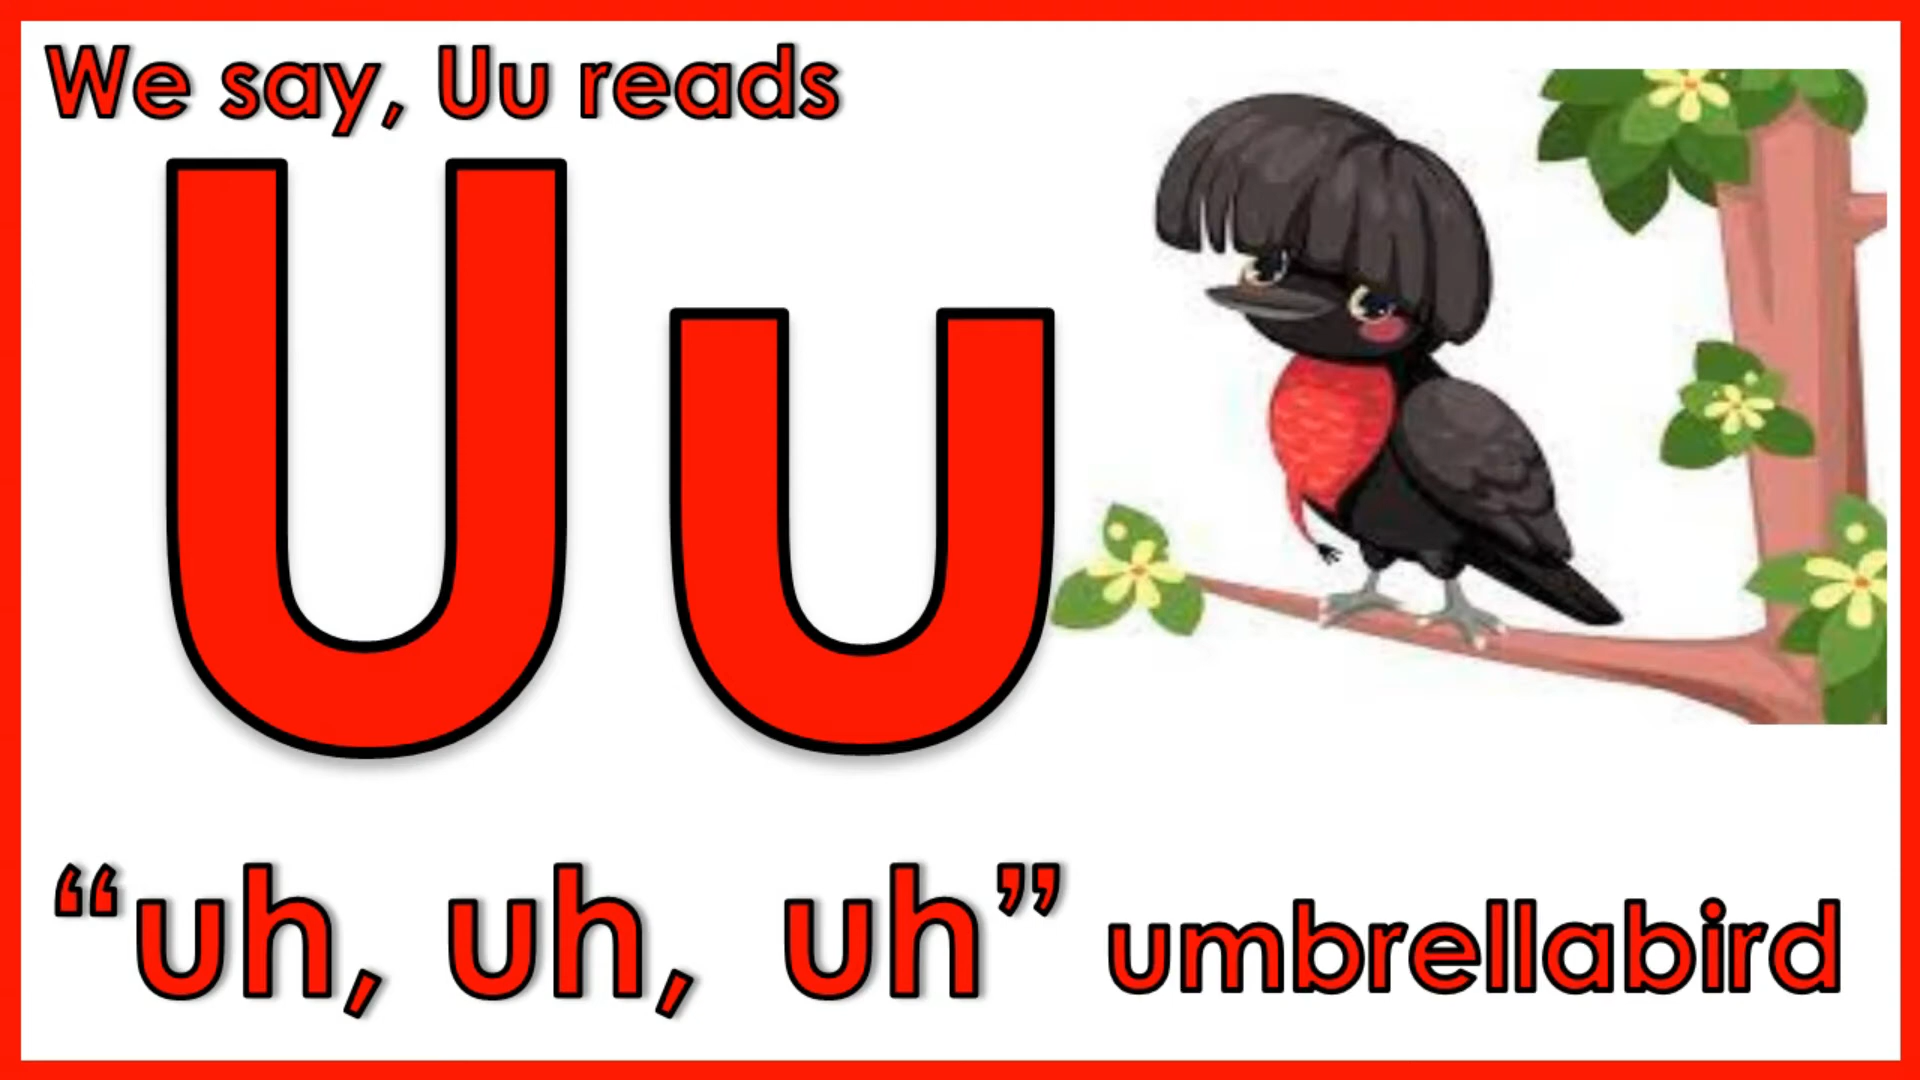 We say, Uu reads
Uu
“uh, uh, uh” umbrellabird